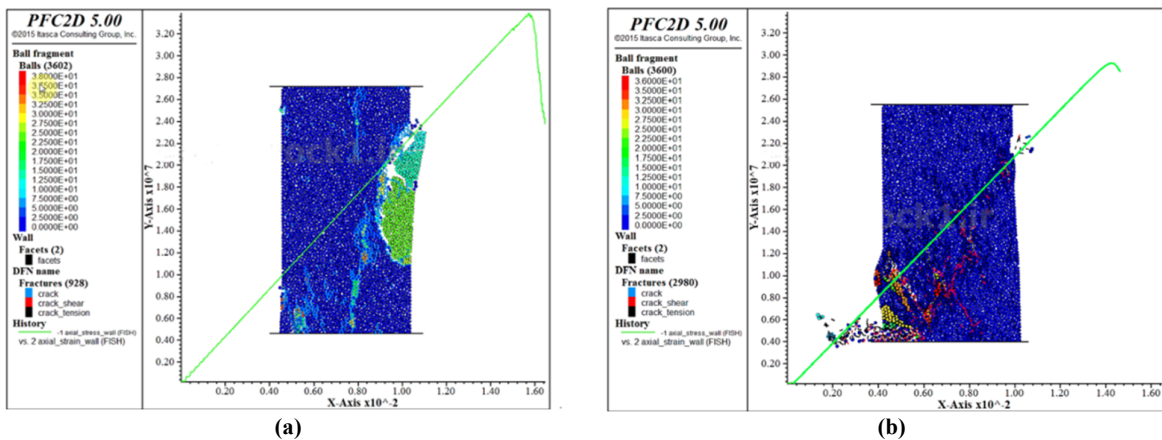 PFC2D 5.00
©2015 Itasca Consulting Group, Inc.
Ball fragment
Balls (3602)
3.8000E+01
3.7500E+01
3.5000E+01
3.2500E+01
3.0000E+01
2.7500E+01
2.5000E+01
2.2500E+01
2.0000E+01
1.7500E+01
1.5000E+01
1.2500E+01
1.0000E+01
7.5000E+00
5.0000E+00
2.5000E+00
0.0000E+00
Wall
Facets (2)
facets
DFN name
Fractures (928)
crack
crack_shear
crack_tension
History
-1 axial_stress_wall (FISH)
vs. 2 axial_strain_wall (FISH)
Y-Axis x10^7
3.20
2.80
2.60
2.40
2.20
2.00
1.80
1.60
1.40
1.20
1.00
0.80
0.60
0.40
0.20
0.20
0.40
0.60
0.80
1.00
1.20
1.40
1.60
X-Axis x10^-2
ock1.ir
(a)
PFC2D 5.00
©2015 Itasca Consulting Group, Inc.
Ball fragment
Balls (3600)
3.6000E+01
3.5000E+01
3.2500E+01
3.0000E+01
2.7500E+01
2.5000E+01
2.2500E+01
2.0000E+01
1.7500E+01
1.5000E+01
1.2500E+01
1.0000E+01
7.5000E+00
5.0000E+00
2.5000E+00
0.0000E+00
Wall
Facets (2)
facets
DFN name
Fractures (2980)
crack
crack_shear
crack_tension
History
-1 axial_stress_wall (FISH)
vs. 2 axial_strain_wall (FISH)
Y-Axis x10^7
3.20
2.80
2.60
2.40
2.20
2.00
1.80
1.60
1.40
1.20
1.00
0.80
0.60
0.40
0.20
0.20
0.40
0.60
0.80
1.00
1.20
1.40
1.60
X-Axis x10^-2
ock1.ir
(b)